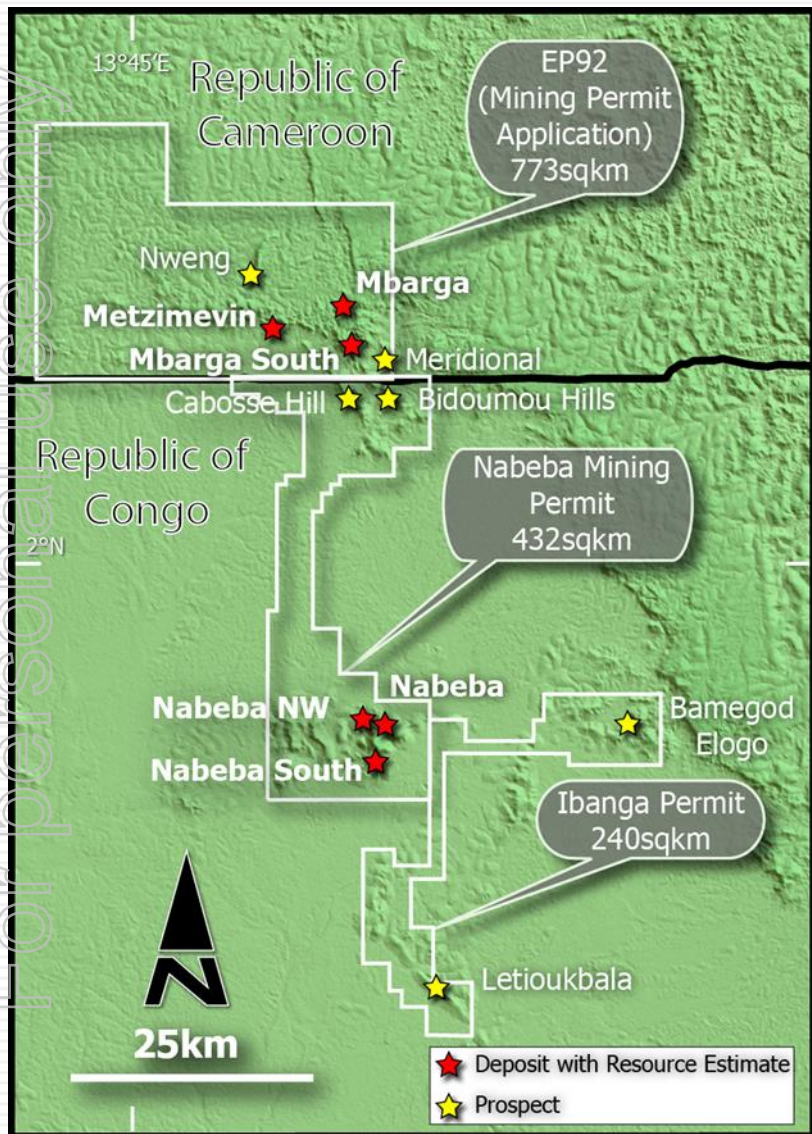 For personal use only
13°45'E
Republic of
Cameroon
EP92
(Mining Permit
Application)
773sqkm
Nweng
Mbarga
Metzimevin
Mbarga South
Meridional
Cabosse Hill
Bidoumou Hills
Republic of
Congo
Nabeba Mining
Permit
432sqkm
2°N
Nabeba
Nabeba NW
Bamegod
Elogo
Nabeba South
Ibanga Permit
240sqkm
N
Letioukbala
25km
Deposit with Resource Estimate
Prospect